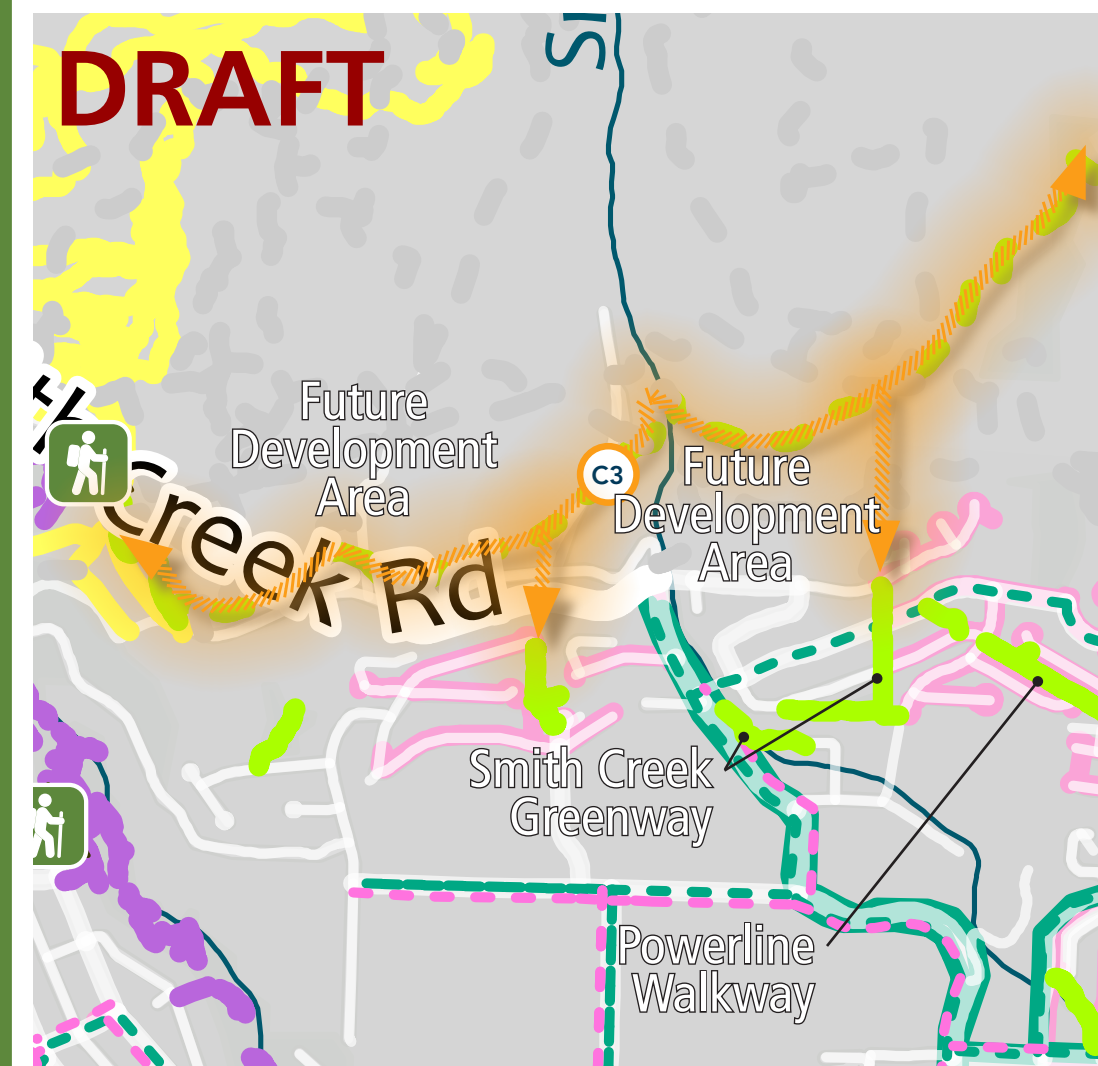 DRAFT
Future
Development
Area
C3
Future
Development
Area
Creek Rd
Smith Creek
Greenway
Powerline
Walkway